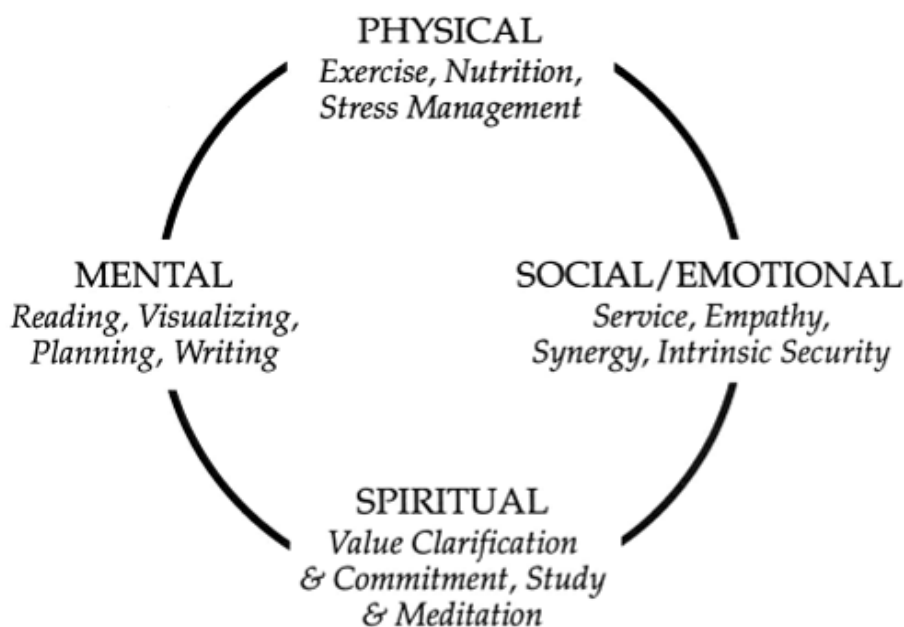 PHYSICAL
Exercise, Nutrition,
Stress Management
MENTAL
Reading, Visualizing,
Planning, Writing
SOCIAL/EMOTIONAL
Service, Empathy,
Synergy, Intrinsic Security
SPIRITUAL
Value Clarification
& Commitment, Study
& Meditation